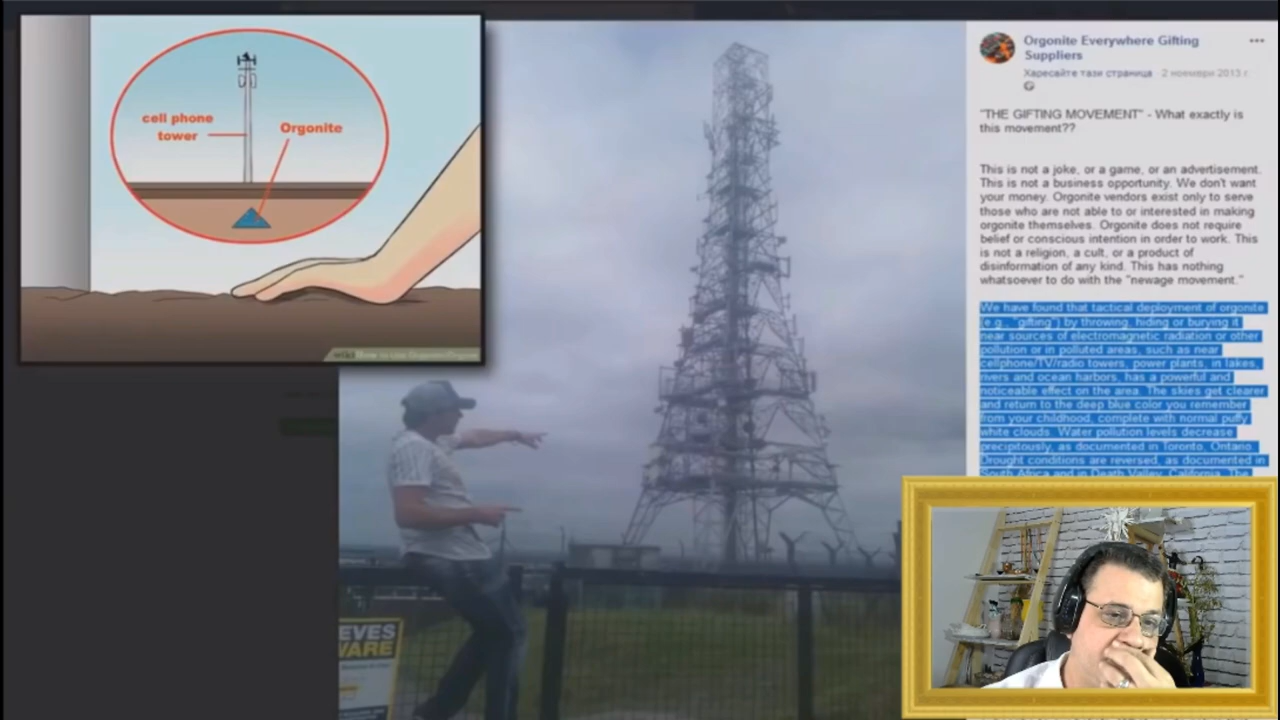 cell phone
tower
Orgonite
wikiHow to Use Orgonite
Orgonite Everywhere Gifting
Suppliers
Харесайте тази страница · 2 ноември 2013 г.
"THE GIFTING MOVEMENT" - What exactly is
this movement??
This is not a joke, or a game, or an advertisement.
This is not a business opportunity. We don't want
your money. Orgonite vendors exist only to serve
those who are not able to or interested in making
orgonite themselves. Orgonite does not require
belief or conscious intention in order to work. This
is not a religion, a cult, or a product of
disinformation of any kind. This has nothing
whatsoever to do with the "newage movement."
We have found that tactical deployment of orgonite
(e.g., "gifting") by throwing, hiding or burying it
near sources of electromagnetic radiation or other
pollution or in polluted areas, such as near
cellphone/TV/radio towers, power plants, in lakes,
rivers and ocean harbors, has a powerful and
noticeable effect on the area. The skies get clearer
and return to the deep blue color you remember
from your childhood, complete with normal puffy
white clouds. Water pollution levels decrease
precipitously, as documented in Toronto, Ontario.
Drought conditions are reversed, as documented in
South Africa and in Death Valley, California. The
EVES
WARE